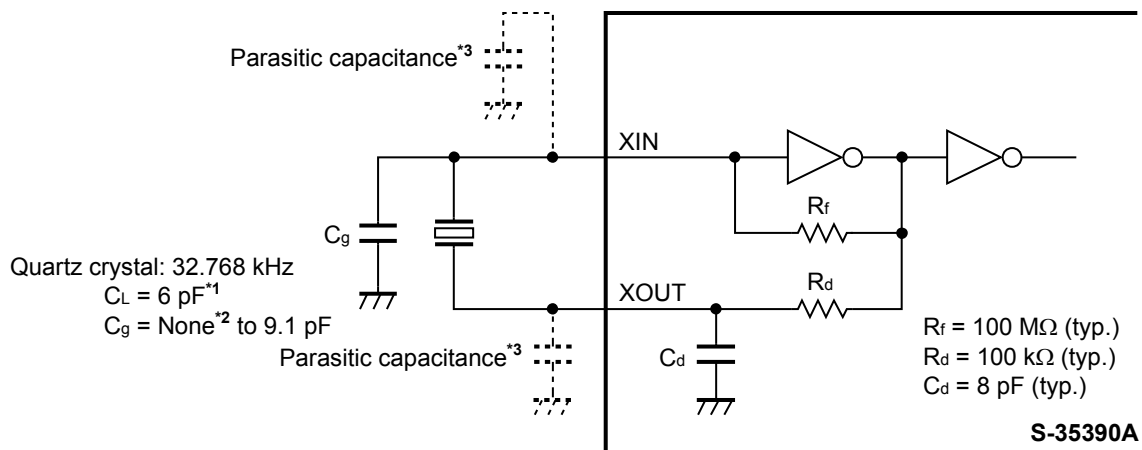 Parasitic capacitance*3
XIN
Rf
Cg
Quartz crystal: 32.768 kHz
CL = 6 pF*1
Cg = None*2 to 9.1 pF
XOUT
Rd
Parasitic capacitance*3
Cd
Rf = 100 MΩ (typ.)
Rd = 100 kΩ (typ.)
Cd = 8 pF (typ.)
S-35390A